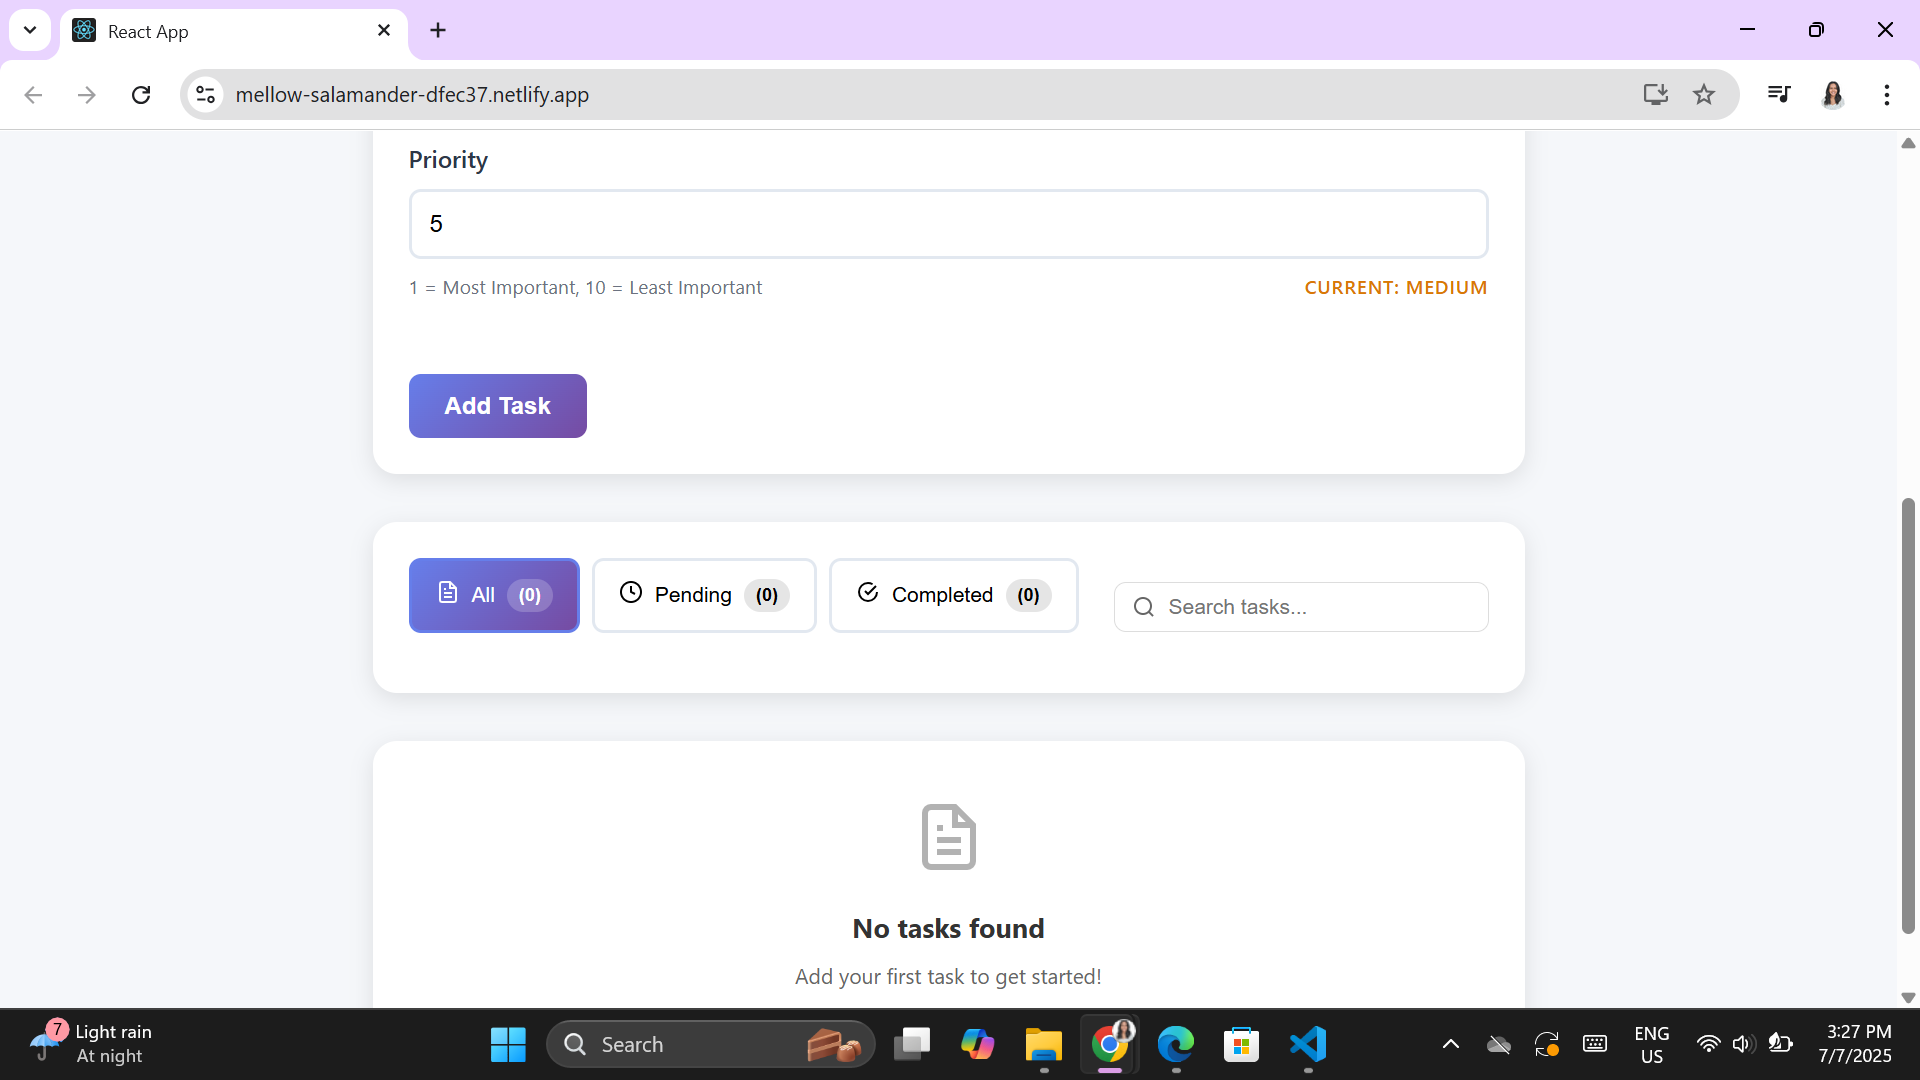 React App
mellow-salamander-dfec37.netlify.app
Priority
5
1 = Most Important, 10 = Least Important
CURRENT: MEDIUM
Add Task
All (0)
Pending (0)
Completed (0)
Search tasks...
No tasks found
Add your first task to get started!
7
Light rain
At night
Search
ENG
US
3:27 PM
7/7/2025